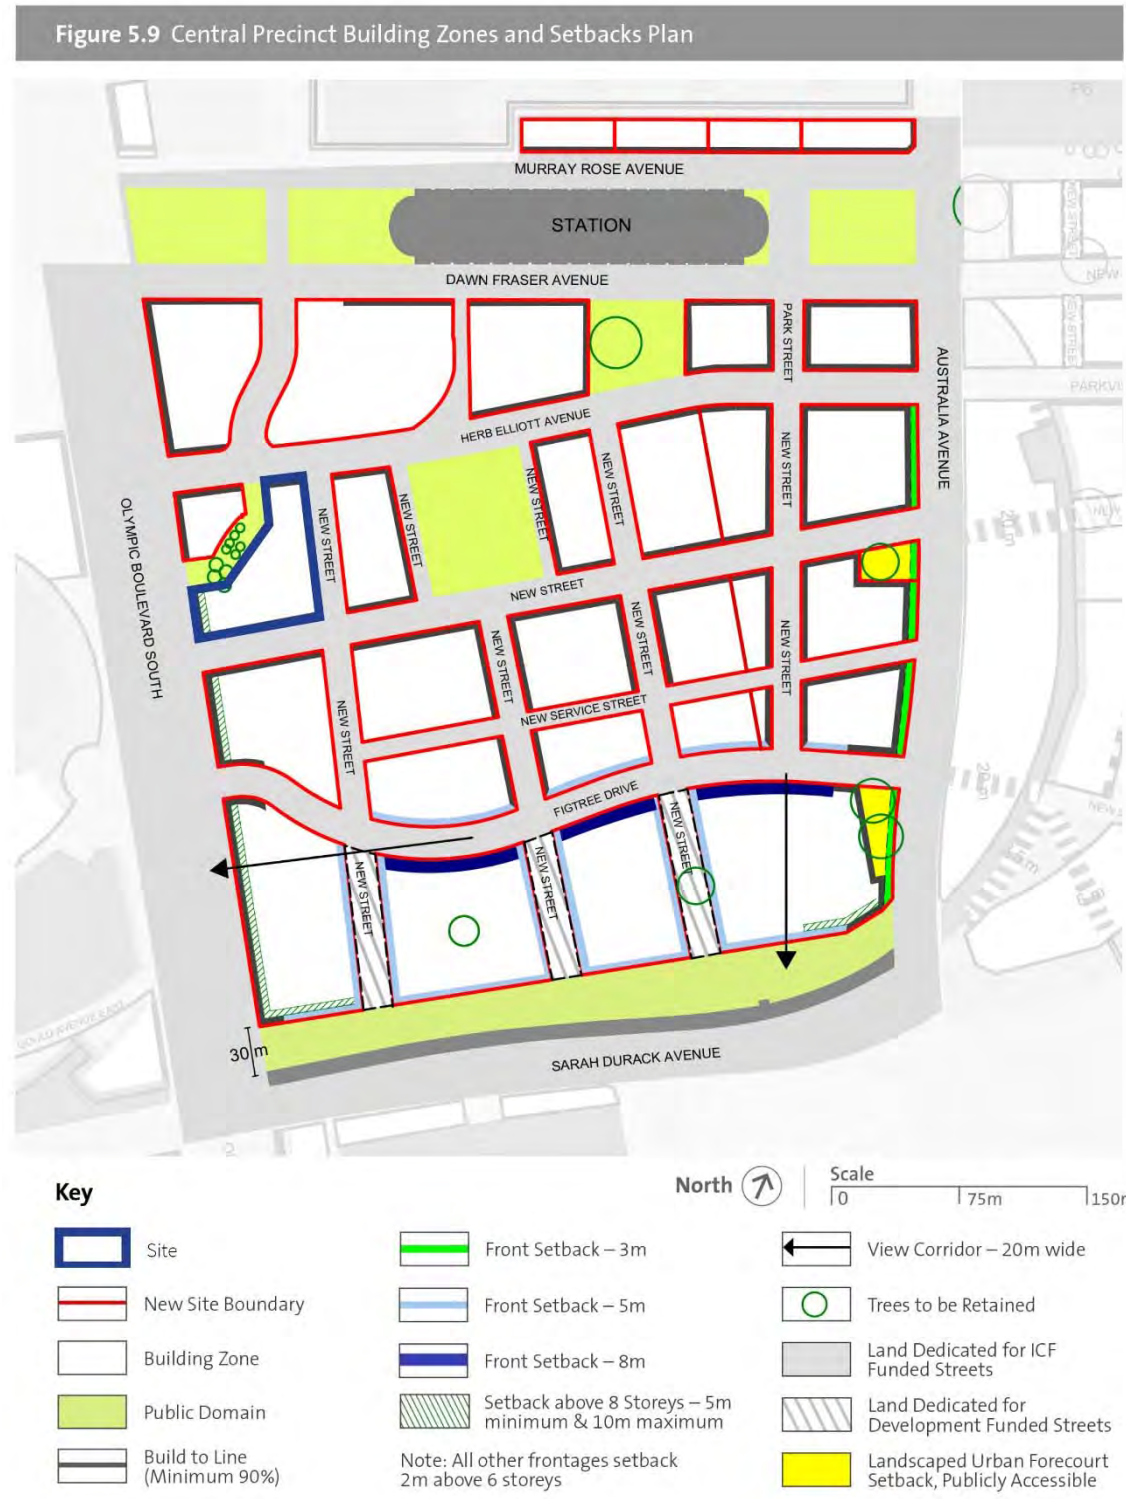 Figure 5.9 Central Precinct Building Zones and Setbacks Plan
P6
MURRAY ROSE AVENUE
STATION
NEW STREET
DAWN FRASER AVENUE
NEW
PARK STREET
NEW STREET
AUSTRALIA AVENUE
HERB ELLIOTT AVENUE
NEW STREET
NEW STREET
NEW STREET
NEW STREET
NEW STREET
OLYMPIC BOULEVARD SOUTH
20m
NEW STREET
NEW STREET
NEW STREET
NEW STREET
NEW STREET
NEW SERVICE STREET
20m
FIGTREE DRIVE
NEW STREET
NEW STREET
NEW STREET
30 m
SARAH DURACK AVENUE
North
Scale
0
75m
Key
Site
New Site Boundary
Building Zone
Public Domain
Build to Line
(Minimum 90%)
Front Setback – 3m
Front Setback – 5m
Front Setback – 8m
Setback above 8 Storeys – 5m
minimum & 10m maximum
Note: All other frontages setback
2m above 6 storeys
View Corridor – 20m wide
Trees to be Retained
Land Dedicated for ICF
Funded Streets
Land Dedicated for
Development Funded Streets
Landscaped Urban Forecourt
Setback, Publicly Accessible